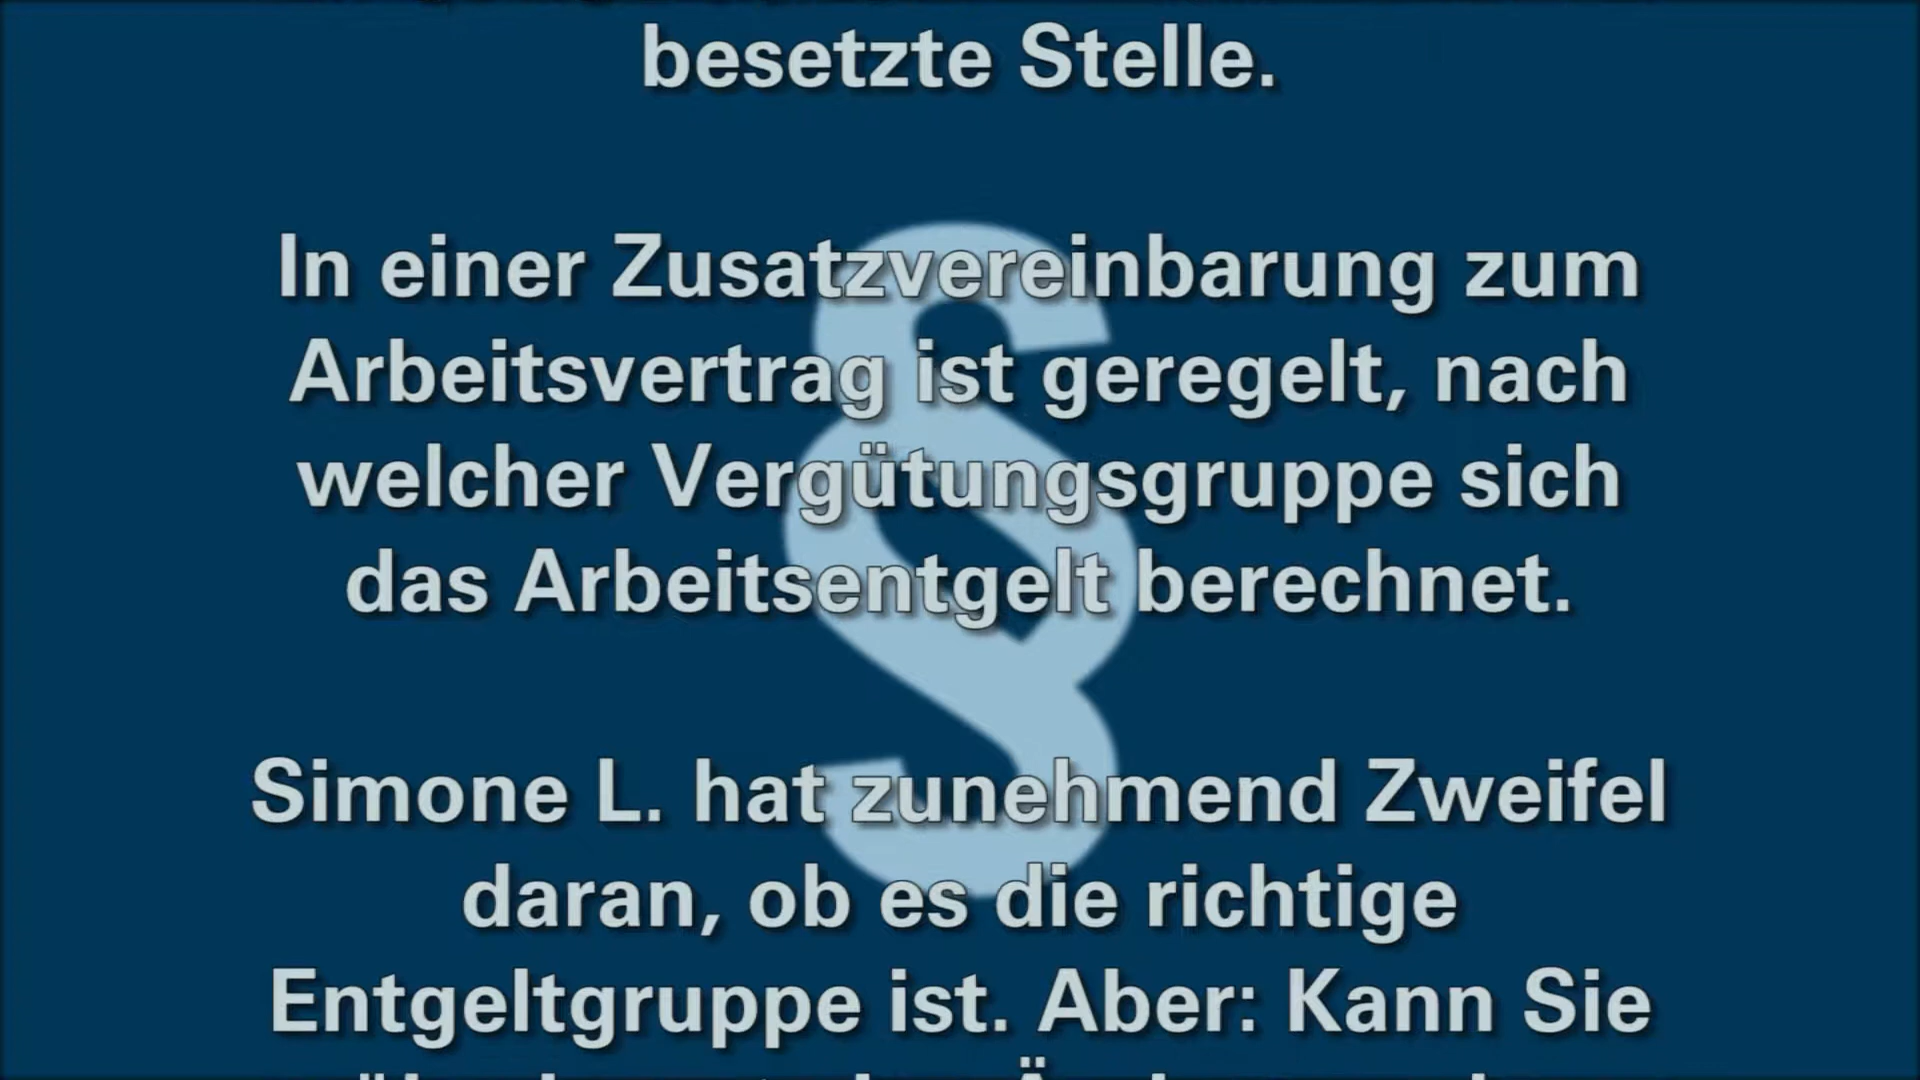 besetzte Stelle.
In einer Zusatzvereinbarung zum
Arbeitsvertrag ist geregelt, nach
welcher Vergütungsgruppe sich
das Arbeitsentgelt berechnet.
Simone L. hat zunehmend Zweifel
daran, ob es die richtige
Entgeltgruppe ist. Aber: Kann Sie
§